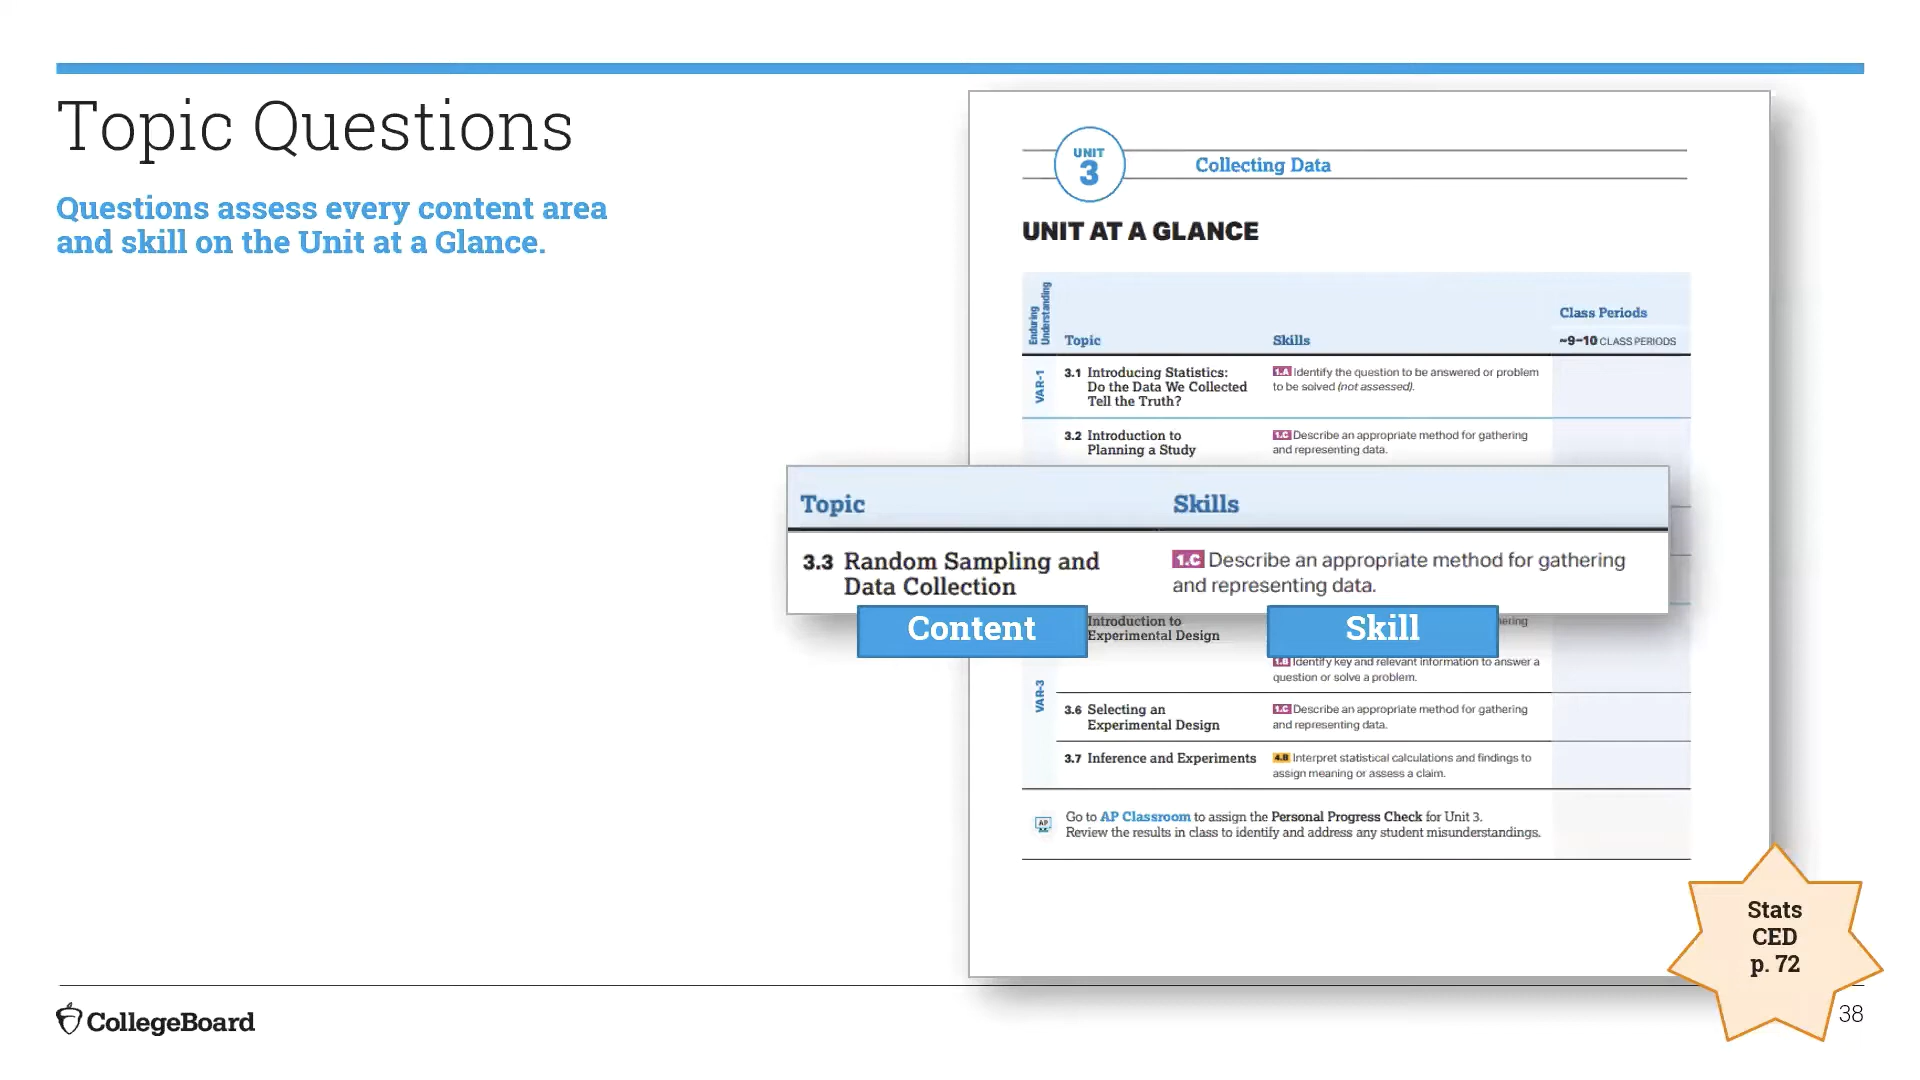 Topic Questions
Questions assess every content area
and skill on the Unit at a Glance.
UNIT
3
Collecting Data
UNIT AT A GLANCE
Enduring
Understanding
Topic
Skills
Class Periods
~9–10 CLASS PERIODS
VAR-1
3.1 Introducing Statistics:
Do the Data We Collected
Tell the Truth?
1.A Identify the question to be answered or problem
to be solved (not assessed).
3.2 Introduction to
Planning a Study
1.C Describe an appropriate method for gathering
and representing data.
Topic
Skills
3.3 Random Sampling and
Data Collection
1.C Describe an appropriate method for gathering
and representing data.
Content
Skill
Introduction to
Experimental Design
1.B Identify key and relevant information to answer a
question or solve a problem.
VAR-3
3.6 Selecting an
Experimental Design
1.C Describe an appropriate method for gathering
and representing data.
3.7 Inference and Experiments
4.B Interpret statistical calculations and findings to
assign meaning or assess a claim.
AP
Go to AP Classroom to assign the Personal Progress Check for Unit 3.
Review the results in class to identify and address any student misunderstandings.
Stats
CED
p. 72
CollegeBoard
38